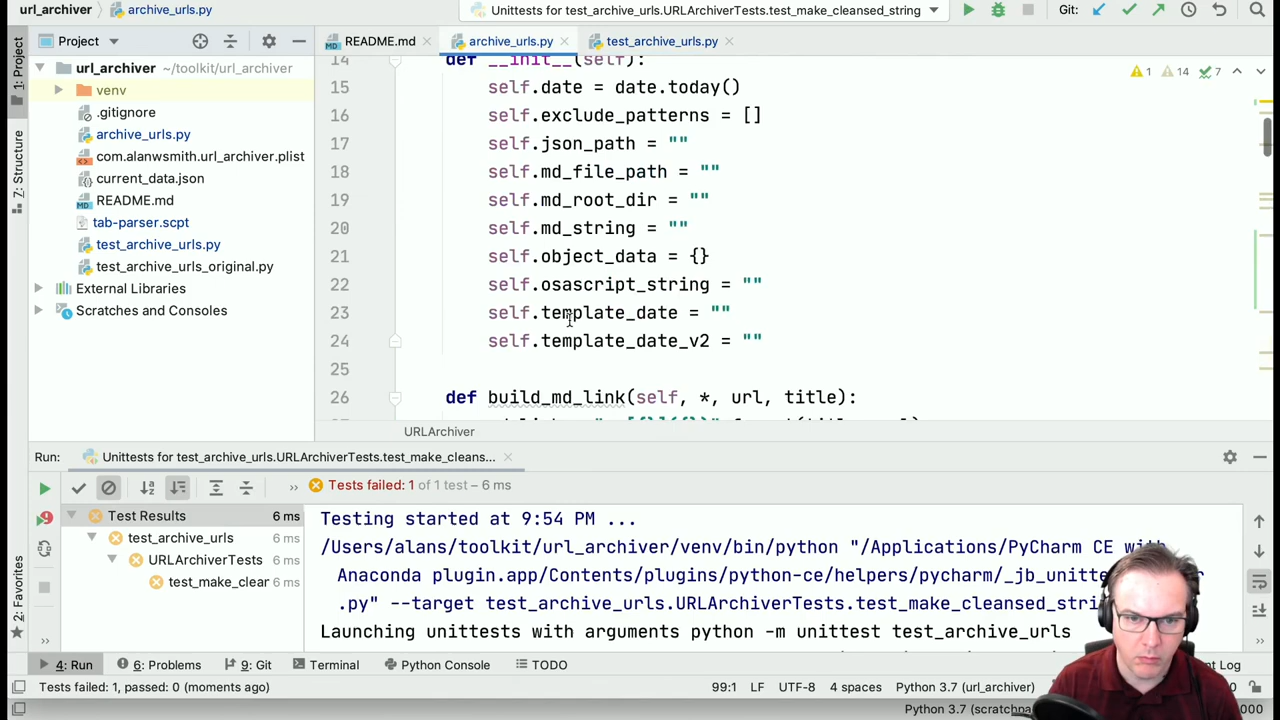 url_archiver
archive_urls.py
Unittests for test_archive_urls.URLArchiverTests.test_make_cleansed_string
Git:
1: Project
7: Structure
2: Favorites
Project
README.md
archive_urls.py
test_archive_urls.py
url_archiver ~/toolkit/url_archiver
venv
.gitignore
archive_urls.py
com.alanwsmith.url_archiver.plist
current_data.json
README.md
tab-parser.scpt
test_archive_urls.py
test_archive_urls_original.py
External Libraries
Scratches and Consoles
1 14 7
14 def __init__(self):
15 self.date = date.today()
16 self.exclude_patterns = []
17 self.json_path = ""
18 self.md_file_path = ""
19 self.md_root_dir = ""
20 self.md_string = ""
21 self.object_data = {}
22 self.osascript_string = ""
23 self.template_date = ""
24 self.template_date_v2 = ""
25
26 def build_md_link(self, *, url, title):
URLArchiver
Run: Unittests for test_archive_urls.URLArchiverTests.test_make_cleans...
Tests failed: 1 of 1 test – 6 ms
Test Results 6 ms
test_archive_urls 6 ms
URLArchiverTests 6 ms
test_make_clear 6 ms
Testing started at 9:54 PM ...
/Users/alans/toolkit/url_archiver/venv/bin/python "/Applications/PyCharm CE with
Anaconda plugin.app/Contents/plugins/python-ce/helpers/pycharm/_jb_unitte
.py" --target test_archive_urls.URLArchiverTests.test_make_cleansed_stri
Launching unittests with arguments python -m unittest test_archive_urls
4: Run
6: Problems
9: Git
Terminal
Python Console
TODO
t Log
Tests failed: 1, passed: 0 (moments ago)
99:1 LF UTF-8 4 spaces Python 3.7 (url_archiver)
Python 3.7 (scratchpa
000